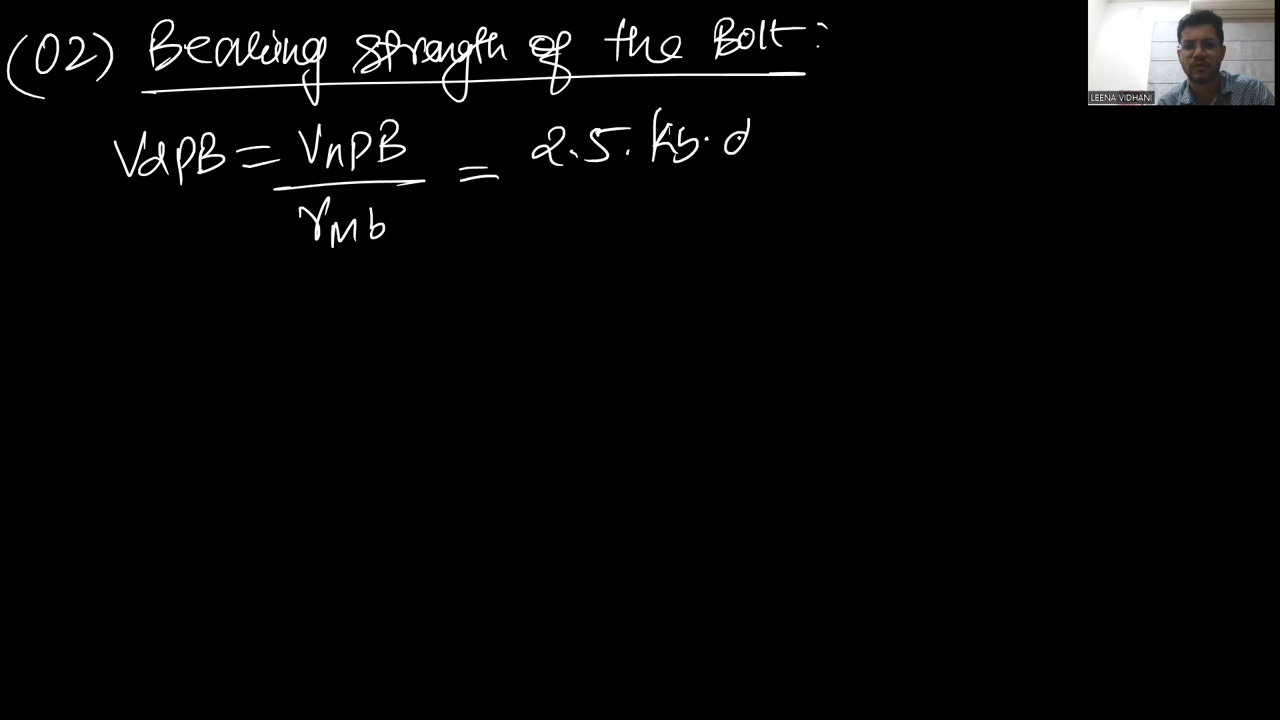 (02) Bearing strength of the Bolt:
VdPB = VnPB / γMb = 2.5. kb. d
LEENA VIDHANI